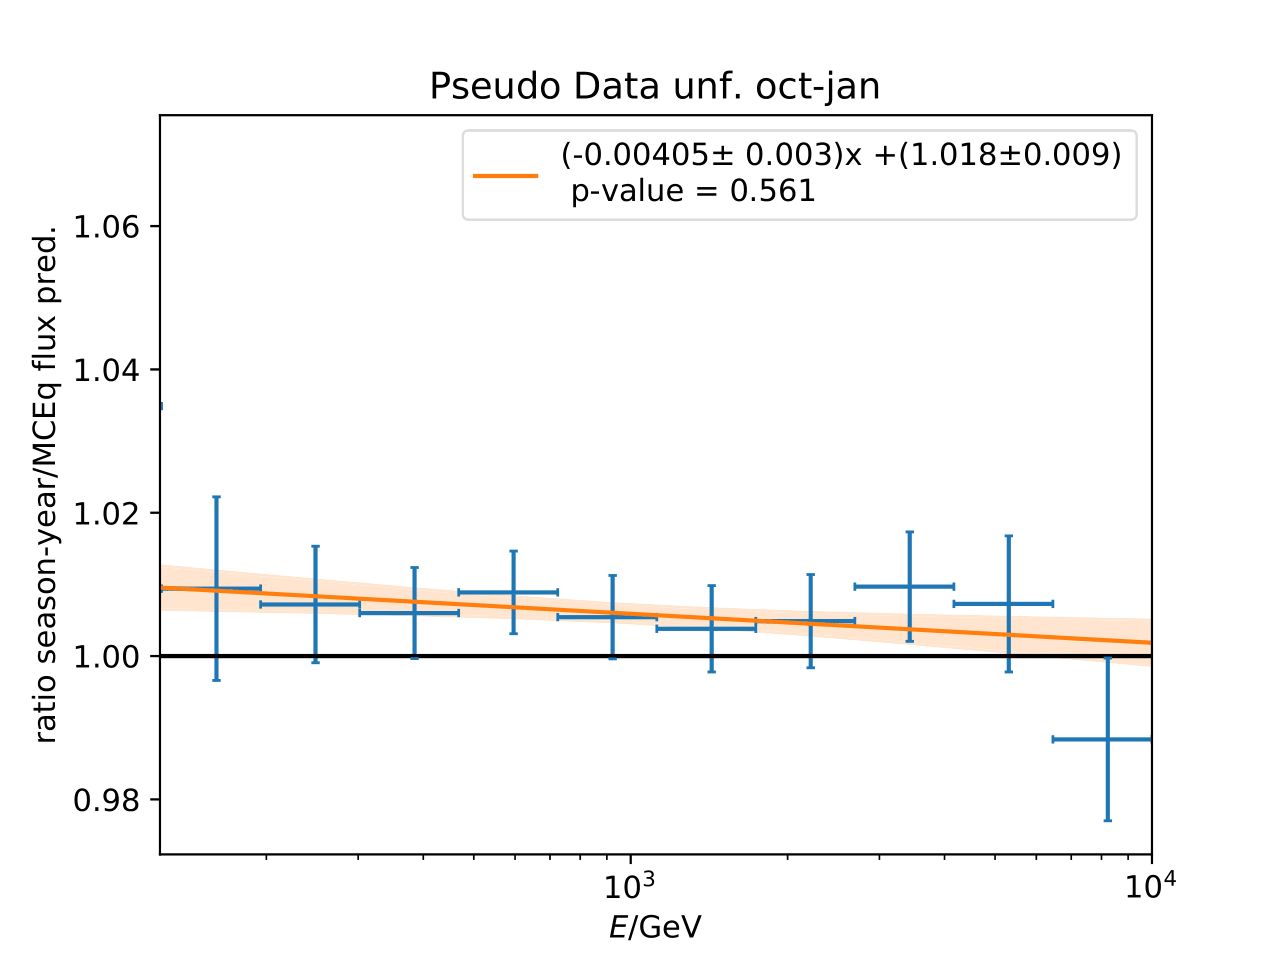 Pseudo Data unf. oct-jan
(-0.00405± 0.003)x +(1.018±0.009)
p-value = 0.561
ratio season-year/MCEq flux pred.
1.06
1.04
1.02
1.00
0.98
10³
10⁴
E/GeV